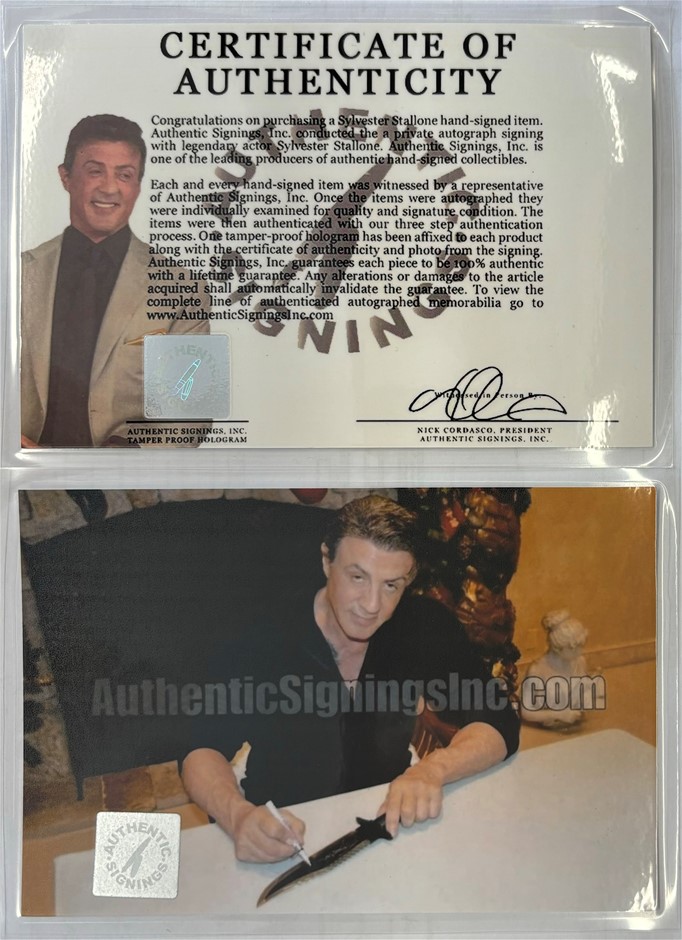 CERTIFICATE OF
AUTHENTICITY
Congratulations on purchasing a Sylvester Stallone hand-signed item.
Authentic Signings, Inc. conducted the a private autograph signing
with legendary actor Sylvester Stallone. Authentic Signings, Inc. is
one of the leading producers of authentic hand-signed collectibles.
Each and every hand-signed item was witnessed by a representative
of Authentic Signings, Inc. Once the items were autographed they
were individually examined for quality and signature condition. The
items were then authenticated with our three step authentication
process. One tamper-proof hologram has been affixed to each product
along with the certificate of authenticity and photo from the signing.
Authentic Signings, Inc. guarantees each piece to be 100% authentic
with a lifetime guarantee. Any alterations or damages to the article
acquired shall automatically invalidate the guarantee. To view the
complete line of authenticated autographed memorabilia go to
www.AuthenticSigningsInc.com
AUTHENTIC
SIGNINGS
AUTHENTIC
Witnessed in Person By:
AUTHENTIC SIGNINGS, INC.
TAMPER PROOF HOLOGRAM
NICK CORDASCO, PRESIDENT
AUTHENTIC SIGNINGS, INC.
AuthenticSigningsInc.com
AUTHENTIC
SIGNINGS